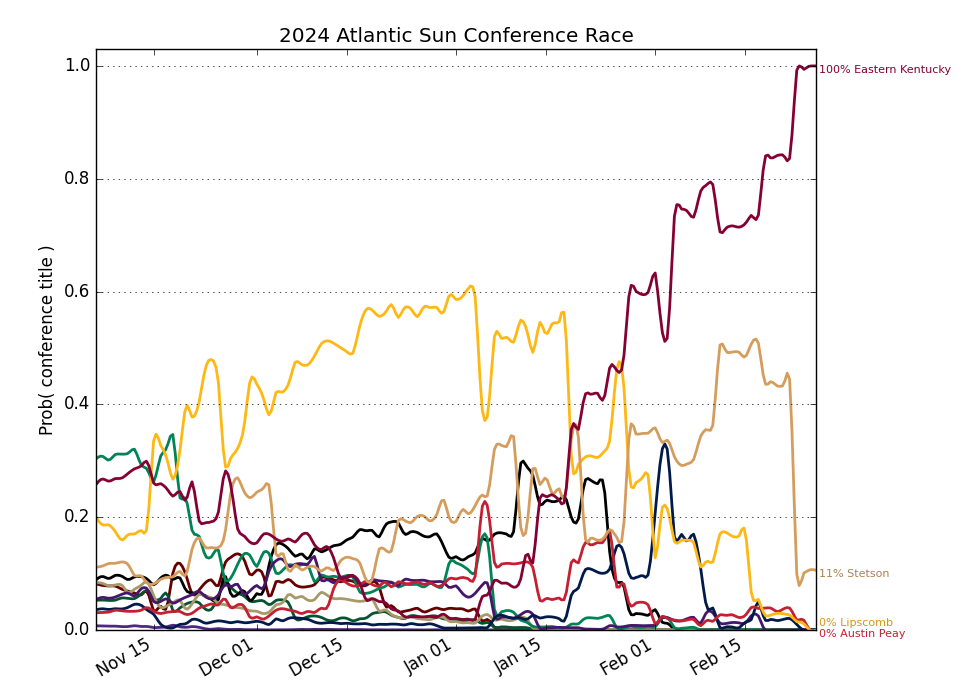 2024 Atlantic Sun Conference Race
Prob( conference title )
1.0
0.8
0.6
0.4
0.2
0.0
Nov 15
Dec 01
Dec 15
Jan 01
Jan 15
Feb 01
Feb 15
100% Eastern Kentucky
11% Stetson
0% Lipscomb
0% Austin Peay